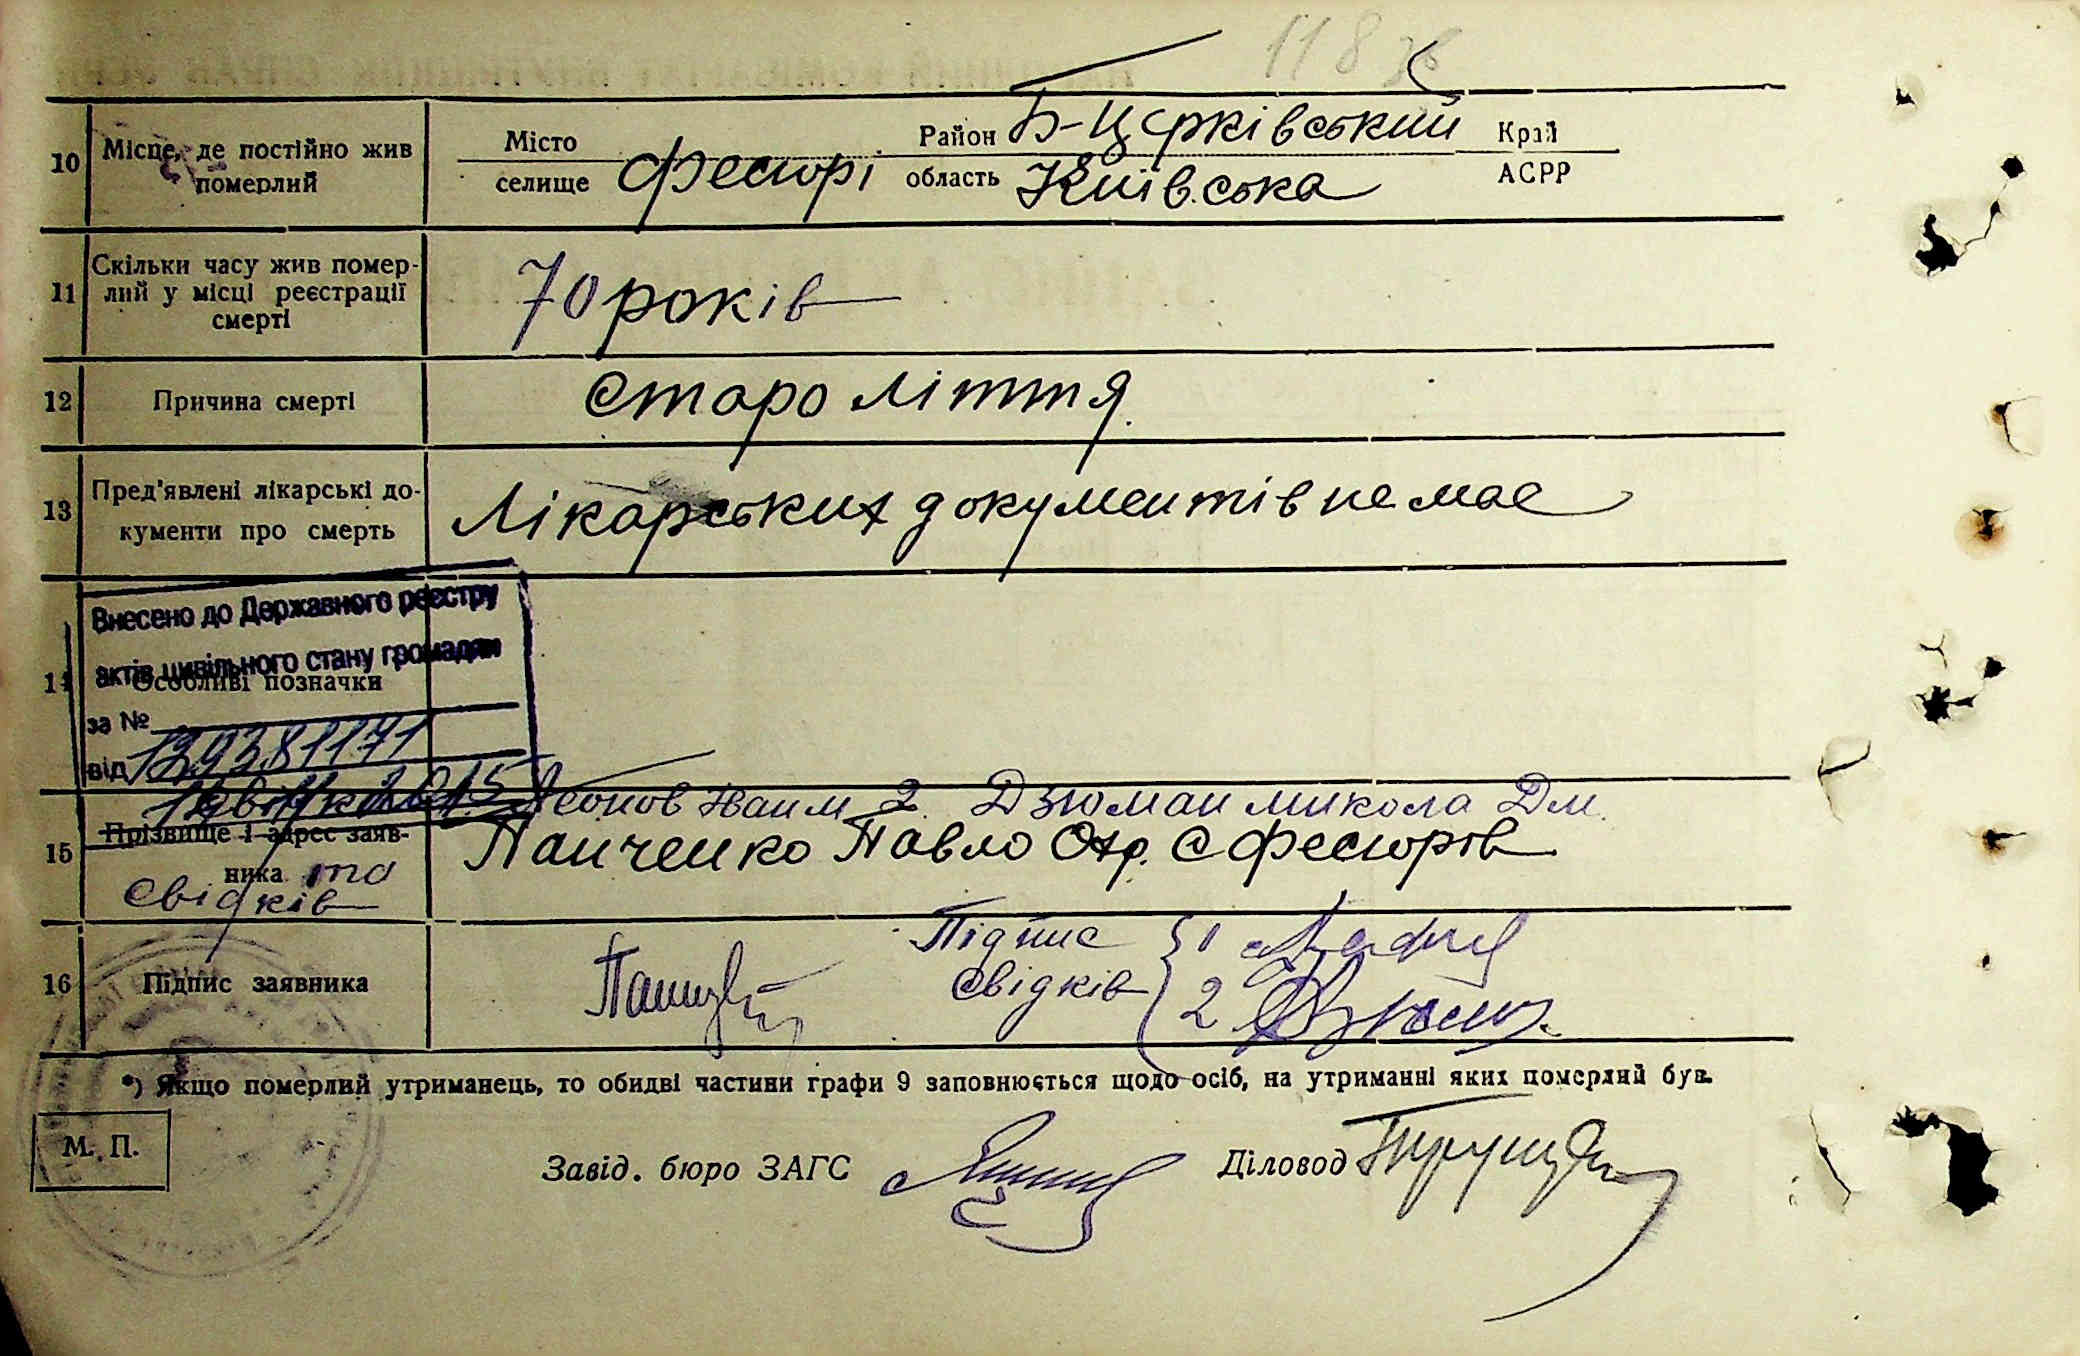 118
10 Місце, де постійно жив померлий
Місто селище Фесюрі Район Б-Церківський Край
область Київська АСРР
11 Скільки часу жив померлий у місці реєстрації смерті
70 років
12 Причина смерті
Старо ліття.
13 Пред'явлені лікарські документи про смерть
Лікарських документів не має
Внесено до Державного реєстру
актів цивільного стану громадян
14 Особливі позначки
за №
від
15 Прізвище і адрес заявника та
свідків
Наим 2. Дзюман микола Дм.
Панченко Павло с Фесюрів
16 Підпис заявника
Підпис свідків 1
2
*) Якщо померлий утриманець, то обидві частини графи 9 заповнюється щодо осіб, на утриманні яких померлий був.
М. П.
Завід. бюро ЗАГС
Діловод